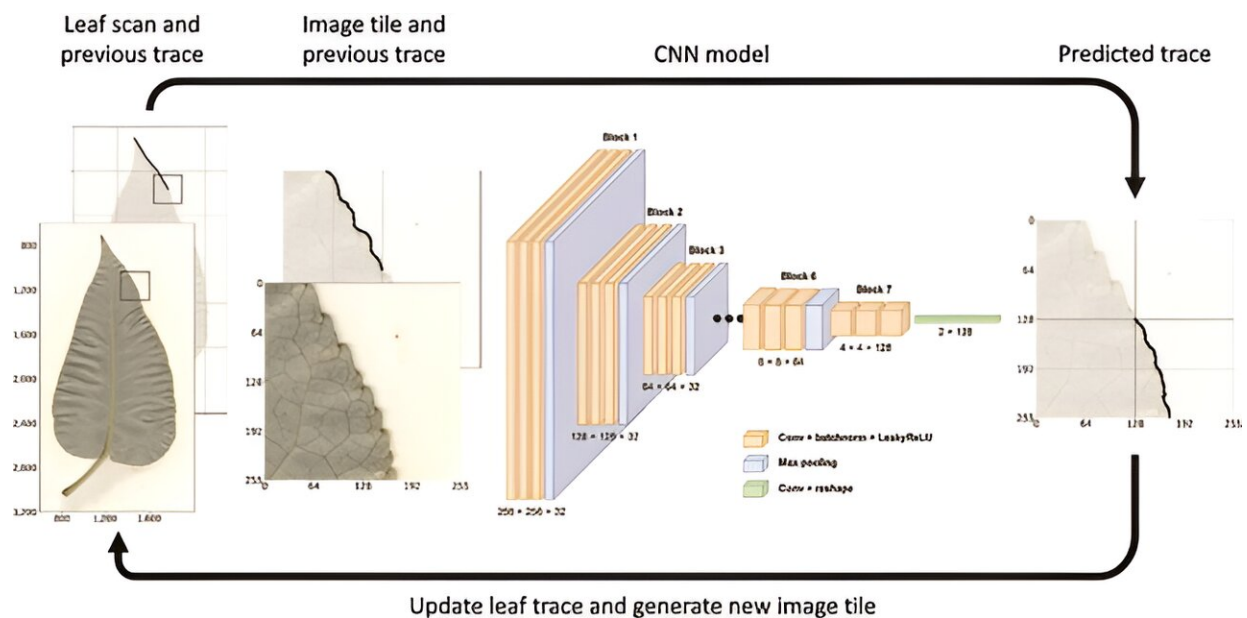 Leaf scan and
previous trace
Image tile and
previous trace
CNN model
Predicted trace
Block 1
Block 2
Block 3
Block 6
Block 7
256 × 256 × 32
128 × 128 × 32
64 × 64 × 32
8 × 8 × 64
4 × 4 × 128
2 × 128
Conv + batchnorm + LeakyReLU
Max pooling
Conv + reshape
800
1,200
1,600
2,000
2,400
2,800
3,200
800
1,200
1,600
0
64
128
192
255
0
64
128
192
255
0
64
128
192
255
0
64
128
192
255
Update leaf trace and generate new image tile